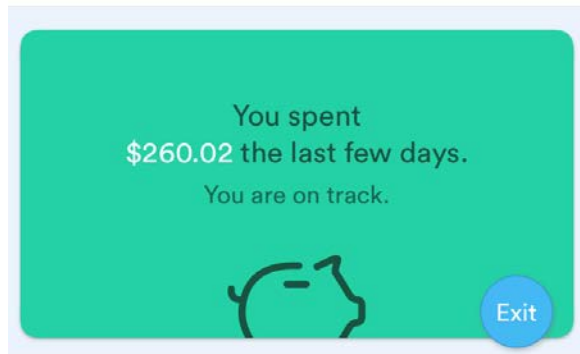 You spent
$260.02 the last few days.
You are on track.
Exit